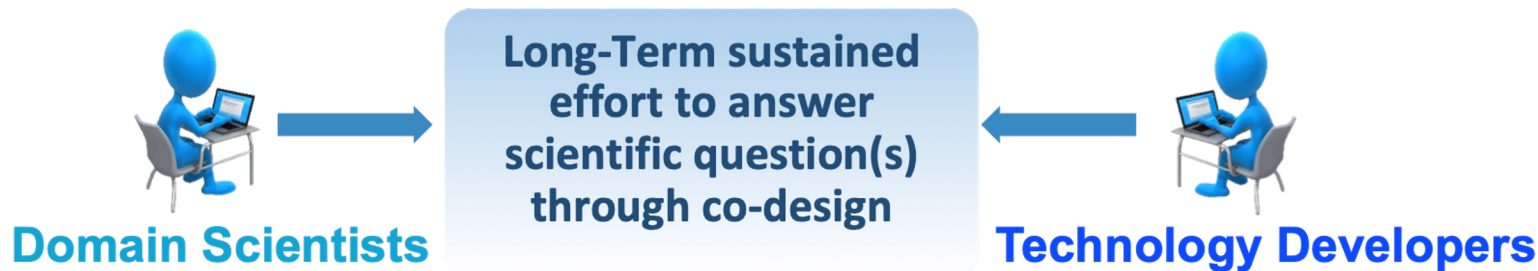 Long-Term sustained
effort to answer
scientific question(s)
through co-design
Domain Scientists
Technology Developers